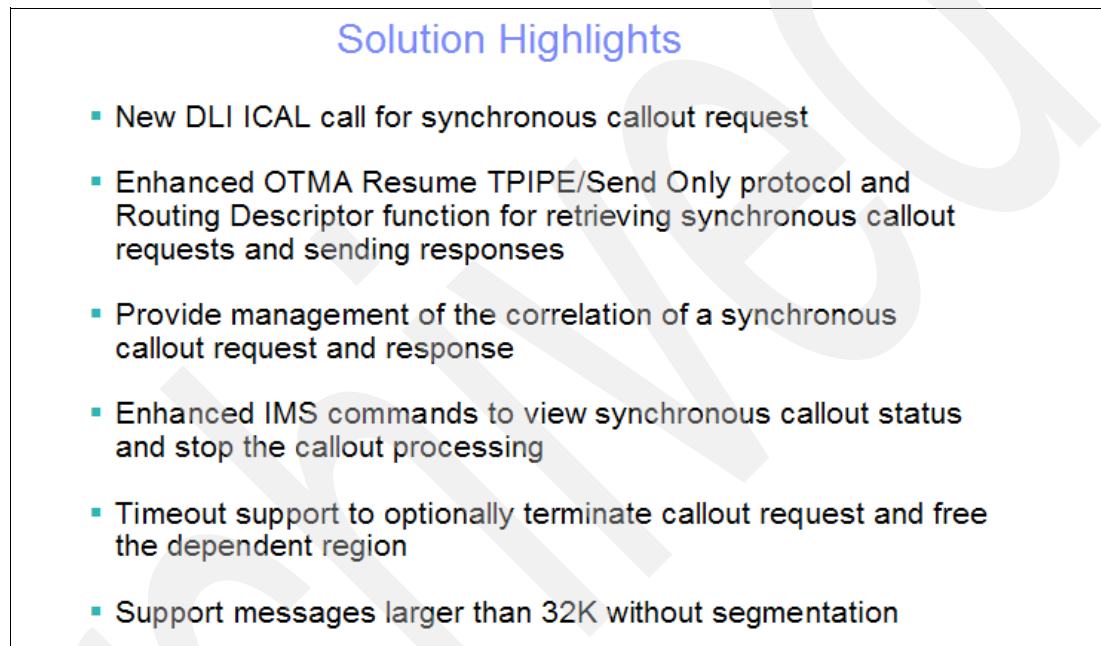 Solution Highlights
▪ New DLI ICAL call for synchronous callout request
▪ Enhanced OTMA Resume TPIPE/Send Only protocol and
Routing Descriptor function for retrieving synchronous callout
requests and sending responses
▪ Provide management of the correlation of a synchronous
callout request and response
▪ Enhanced IMS commands to view synchronous callout status
and stop the callout processing
▪ Timeout support to optionally terminate callout request and free
the dependent region
▪ Support messages larger than 32K without segmentation